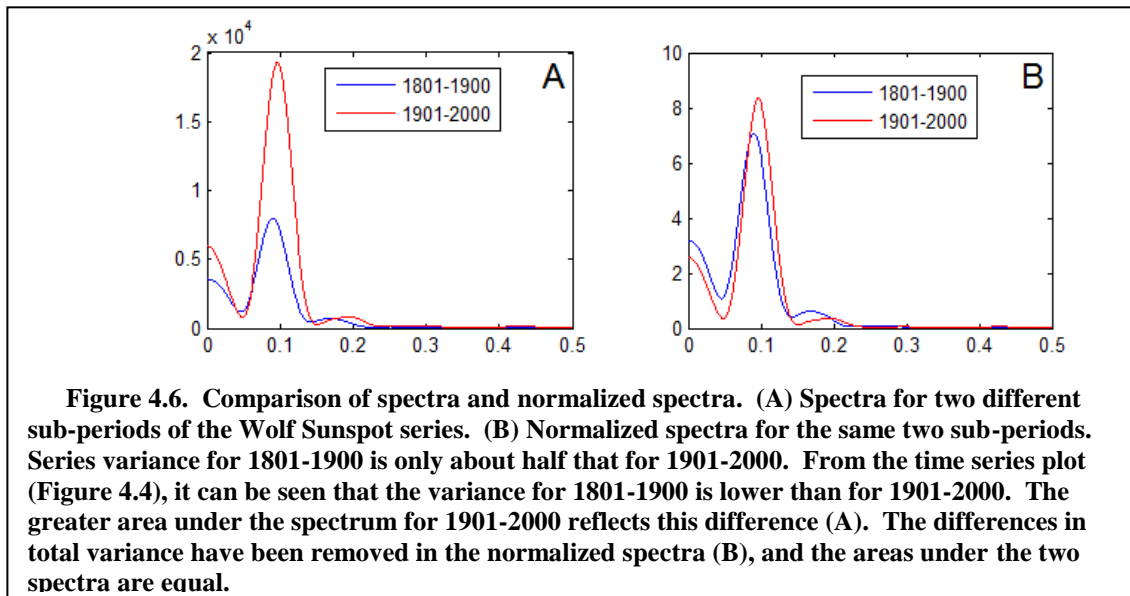 x 10⁴
2
1.5
1
0.5
0
0 0.1 0.2 0.3 0.4 0.5
1801-1900
1901-2000
A
10
8
6
4
2
0
0 0.1 0.2 0.3 0.4 0.5
1801-1900
1901-2000
B
Figure 4.6. Comparison of spectra and normalized spectra. (A) Spectra for two different
sub-periods of the Wolf Sunspot series. (B) Normalized spectra for the same two sub-periods.
Series variance for 1801-1900 is only about half that for 1901-2000. From the time series plot
(Figure 4.4), it can be seen that the variance for 1801-1900 is lower than for 1901-2000. The
greater area under the spectrum for 1901-2000 reflects this difference (A). The differences in
total variance have been removed in the normalized spectra (B), and the areas under the two
spectra are equal.